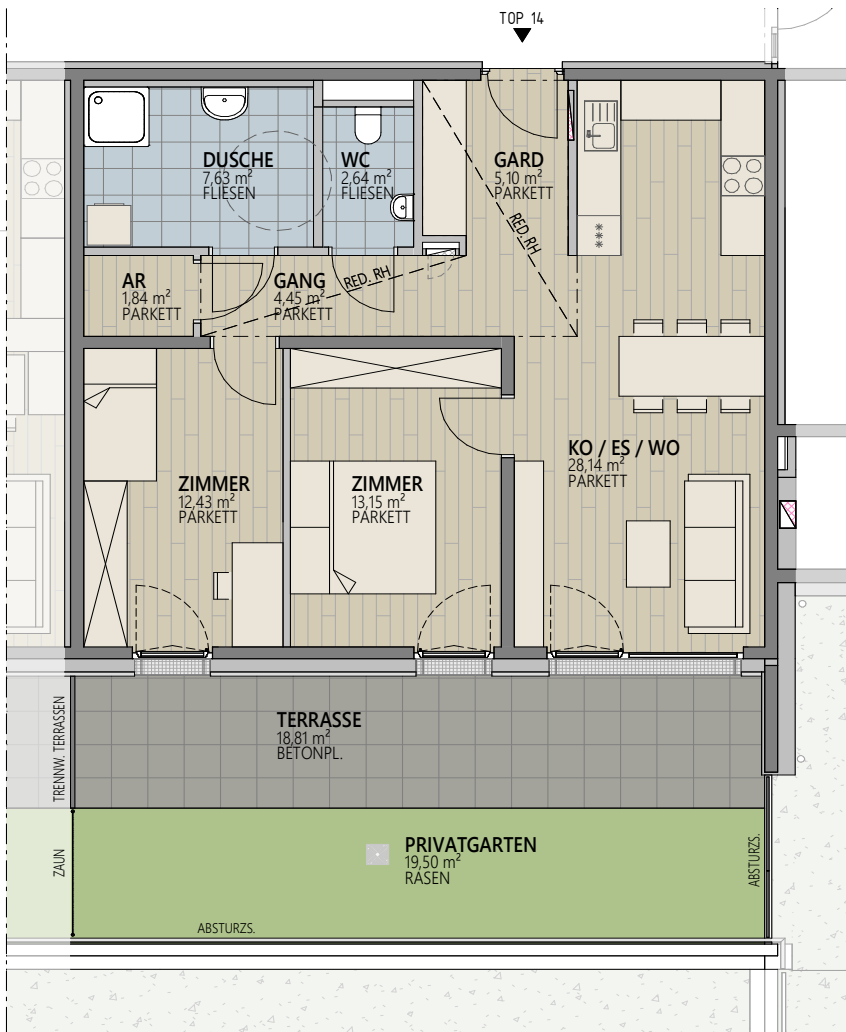 TOP 14
DUSCHE
7,63 m²
FLIESEN
WC
2,64 m²
FLIESEN
GARD
5,10 m²
PARKETT
RED. RH
AR
1,84 m²
PARKETT
GANG
4,45 m²
PARKETT
RED. RH
KO / ES / WO
28,14 m²
PARKETT
ZIMMER
12,43 m²
PARKETT
ZIMMER
13,15 m²
PARKETT
TRENNW. TERRASSEN
TERRASSE
18,81 m²
BETONPL.
ZAUN
PRIVATGARTEN
19,50 m²
RASEN
ABSTURZS.
ABSTURZS.